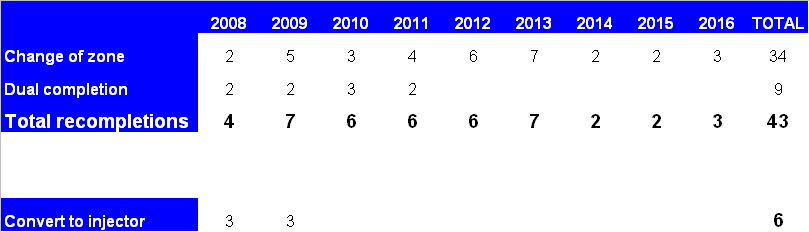 2008 2009 2010 2011 2012 2013 2014 2015 2016 TOTAL
Change of zone 2 5 3 4 6 7 2 2 3 34
Dual completion 2 2 3 2 9
Total recompletions 4 7 6 6 6 7 2 2 3 43
Convert to injector 3 3 6